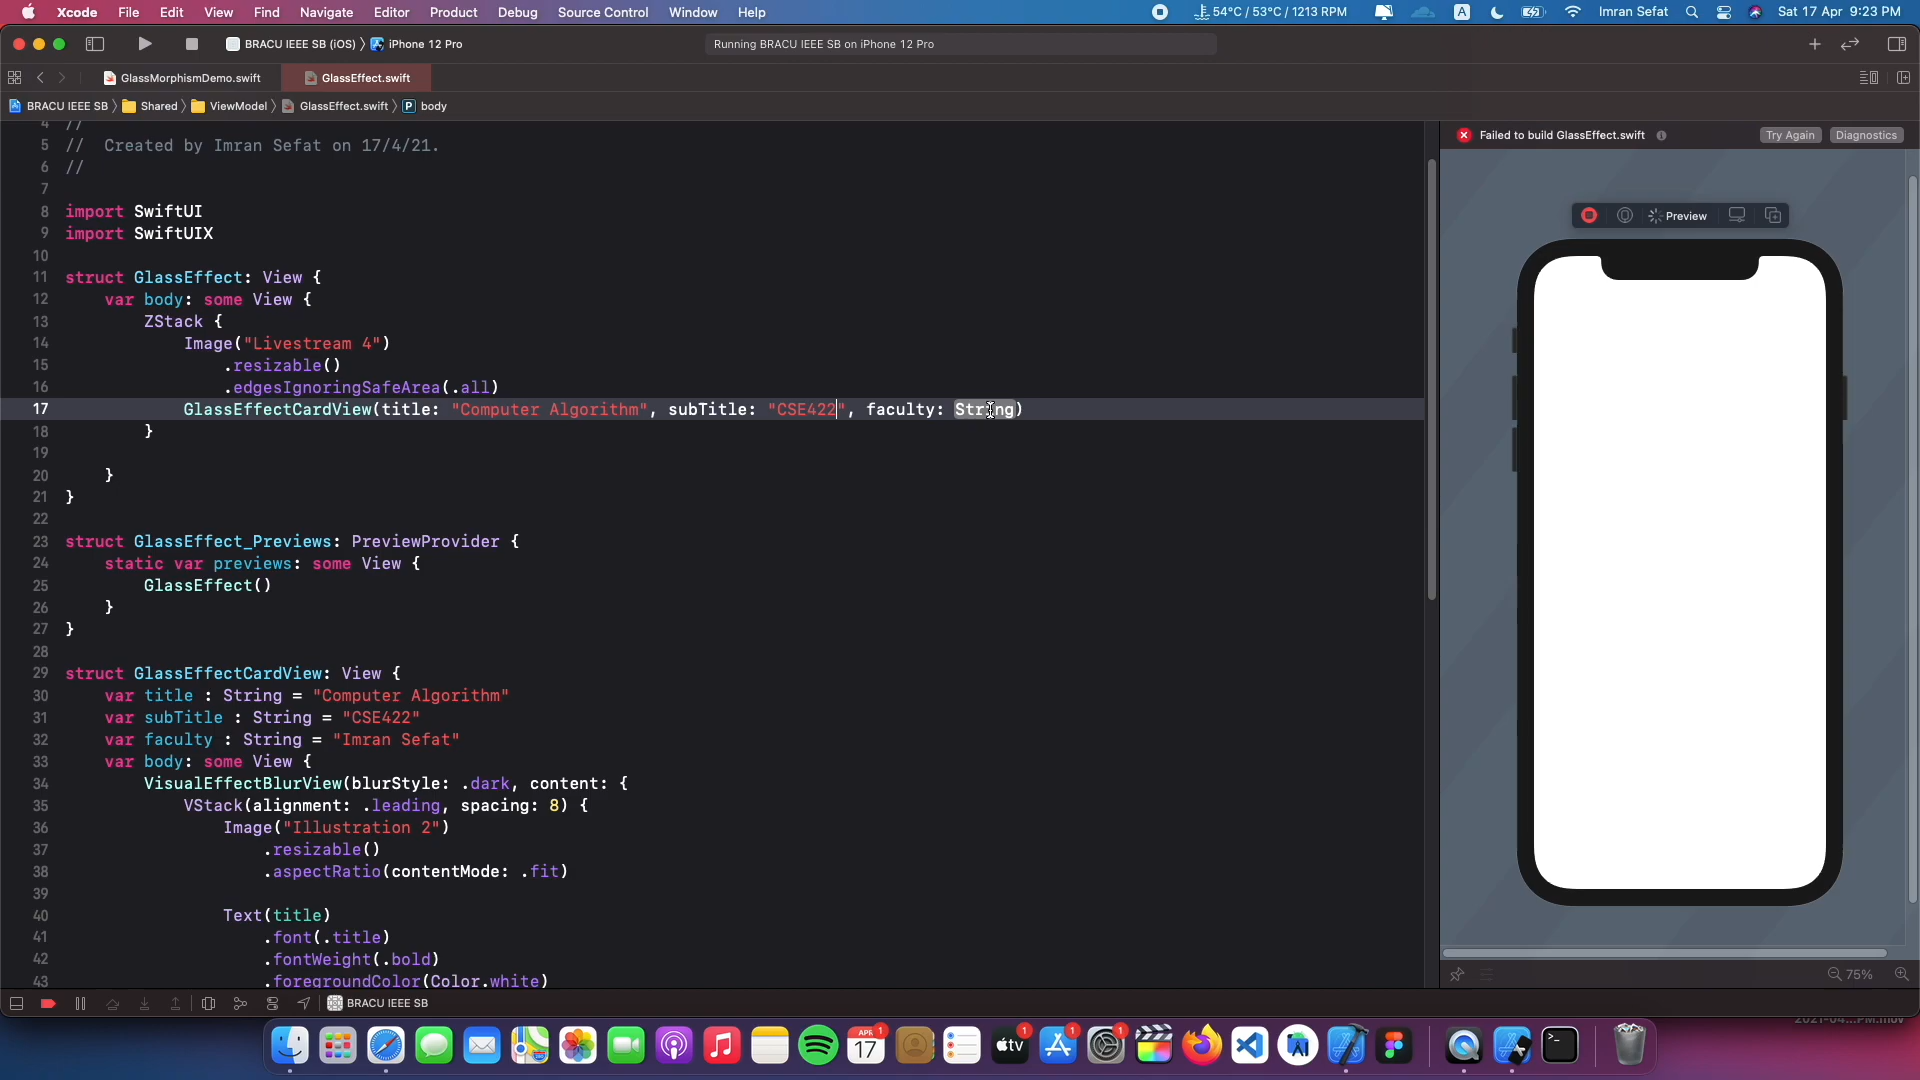 Xcode File Edit View Find Navigate Editor Product Debug Source Control Window Help 54°C / 53°C / 1213 RPM A Imran Sefat Sat 17 Apr 9:23 PM
BRACU IEEE SB (iOS) iPhone 12 Pro Running BRACU IEEE SB on iPhone 12 Pro
GlassMorphismDemo.swift GlassEffect.swift
BRACU IEEE SB Shared ViewModel GlassEffect.swift P body
Failed to build GlassEffect.swift Try Again Diagnostics
Preview
4 //
5 // Created by Imran Sefat on 17/4/21.
6 //
7
8 import SwiftUI
9 import SwiftUIX
10
11 struct GlassEffect: View {
12 var body: some View {
13 ZStack {
14 Image("Livestream 4")
15 .resizable()
16 .edgesIgnoringSafeArea(.all)
17 GlassEffectCardView(title: "Computer Algorithm", subTitle: "CSE422", faculty: String)
18 }
19
20 }
21 }
22
23 struct GlassEffect_Previews: PreviewProvider {
24 static var previews: some View {
25 GlassEffect()
26 }
27 }
28
29 struct GlassEffectCardView: View {
30 var title : String = "Computer Algorithm"
31 var subTitle : String = "CSE422"
32 var faculty : String = "Imran Sefat"
33 var body: some View {
34 VisualEffectBlurView(blurStyle: .dark, content: {
35 VStack(alignment: .leading, spacing: 8) {
36 Image("Illustration 2")
37 .resizable()
38 .aspectRatio(contentMode: .fit)
39
40 Text(title)
41 .font(.title)
42 .fontWeight(.bold)
43 .foregroundColor(Color.white)
75%
BRACU IEEE SB
APR 17 1
tv 1
1
1